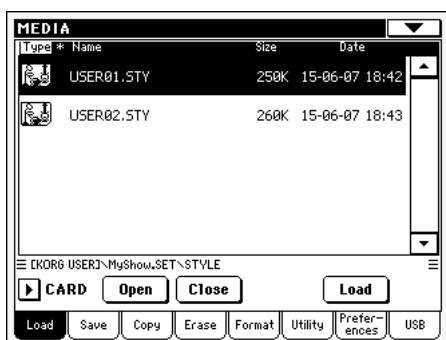 MEDIA
Type * Name Size Date
USER01.STY 250K 15-06-07 18:42
USER02.STY 260K 15-06-07 18:43
[KORG USER]\MyShow.SET\STYLE
CARD Open Close Load
Load Save Copy Erase Format Utility Prefer-ences USB